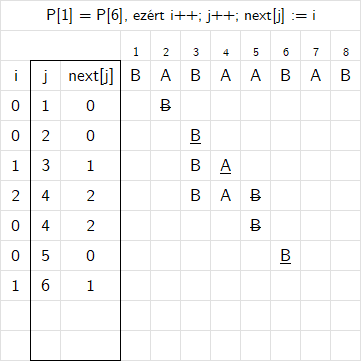 P[1] = P[6], ezért i++; j++; next[j] := i
1 2 3 4 5 6 7 8
i j next[j] B A B A B B A B
0 1 0 B
0 2 0 B
1 3 1 B A
2 4 2 B A B
0 4 2 B
0 5 0 B
1 6 1